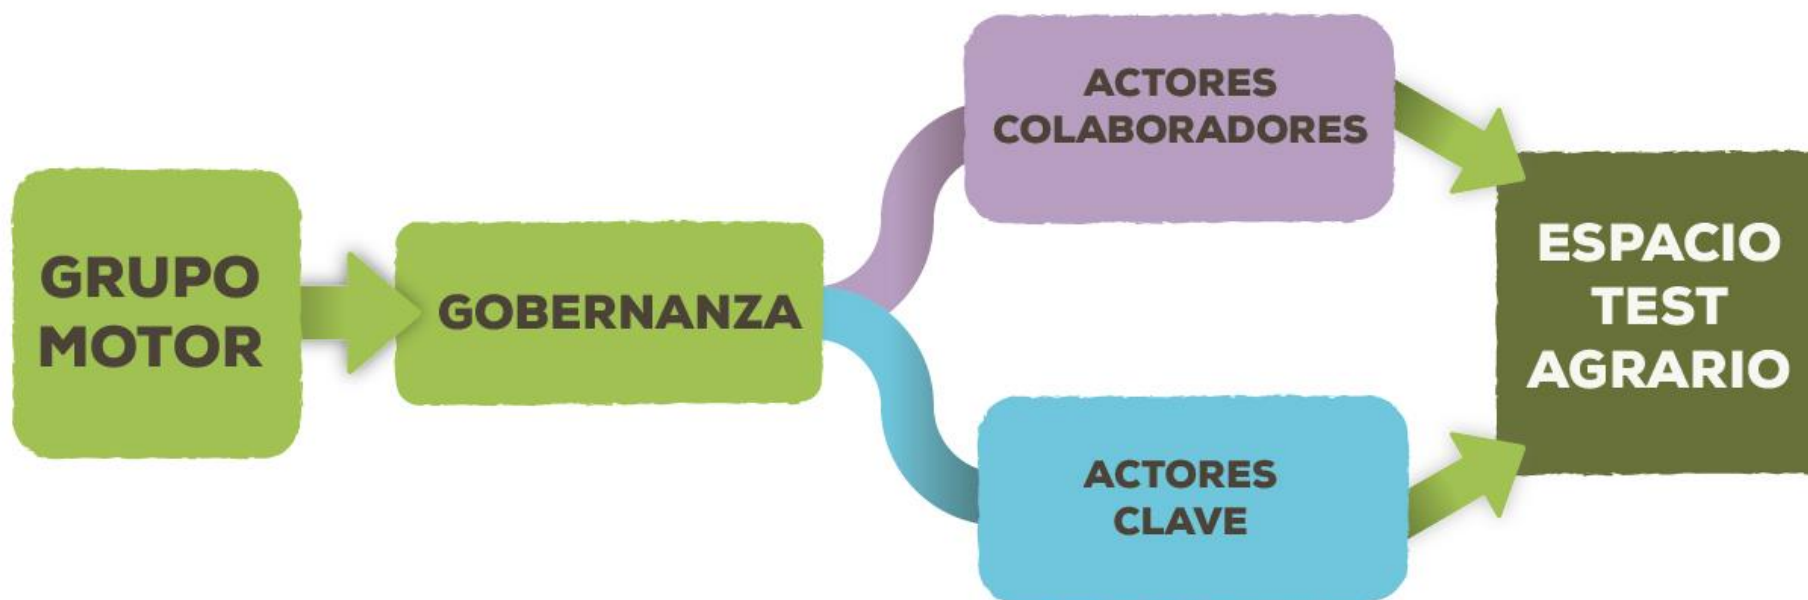 GRUPO
MOTOR
GOBERNANZA
ACTORES
COLABORADORES
ACTORES
CLAVE
ESPACIO
TEST
AGRARIO